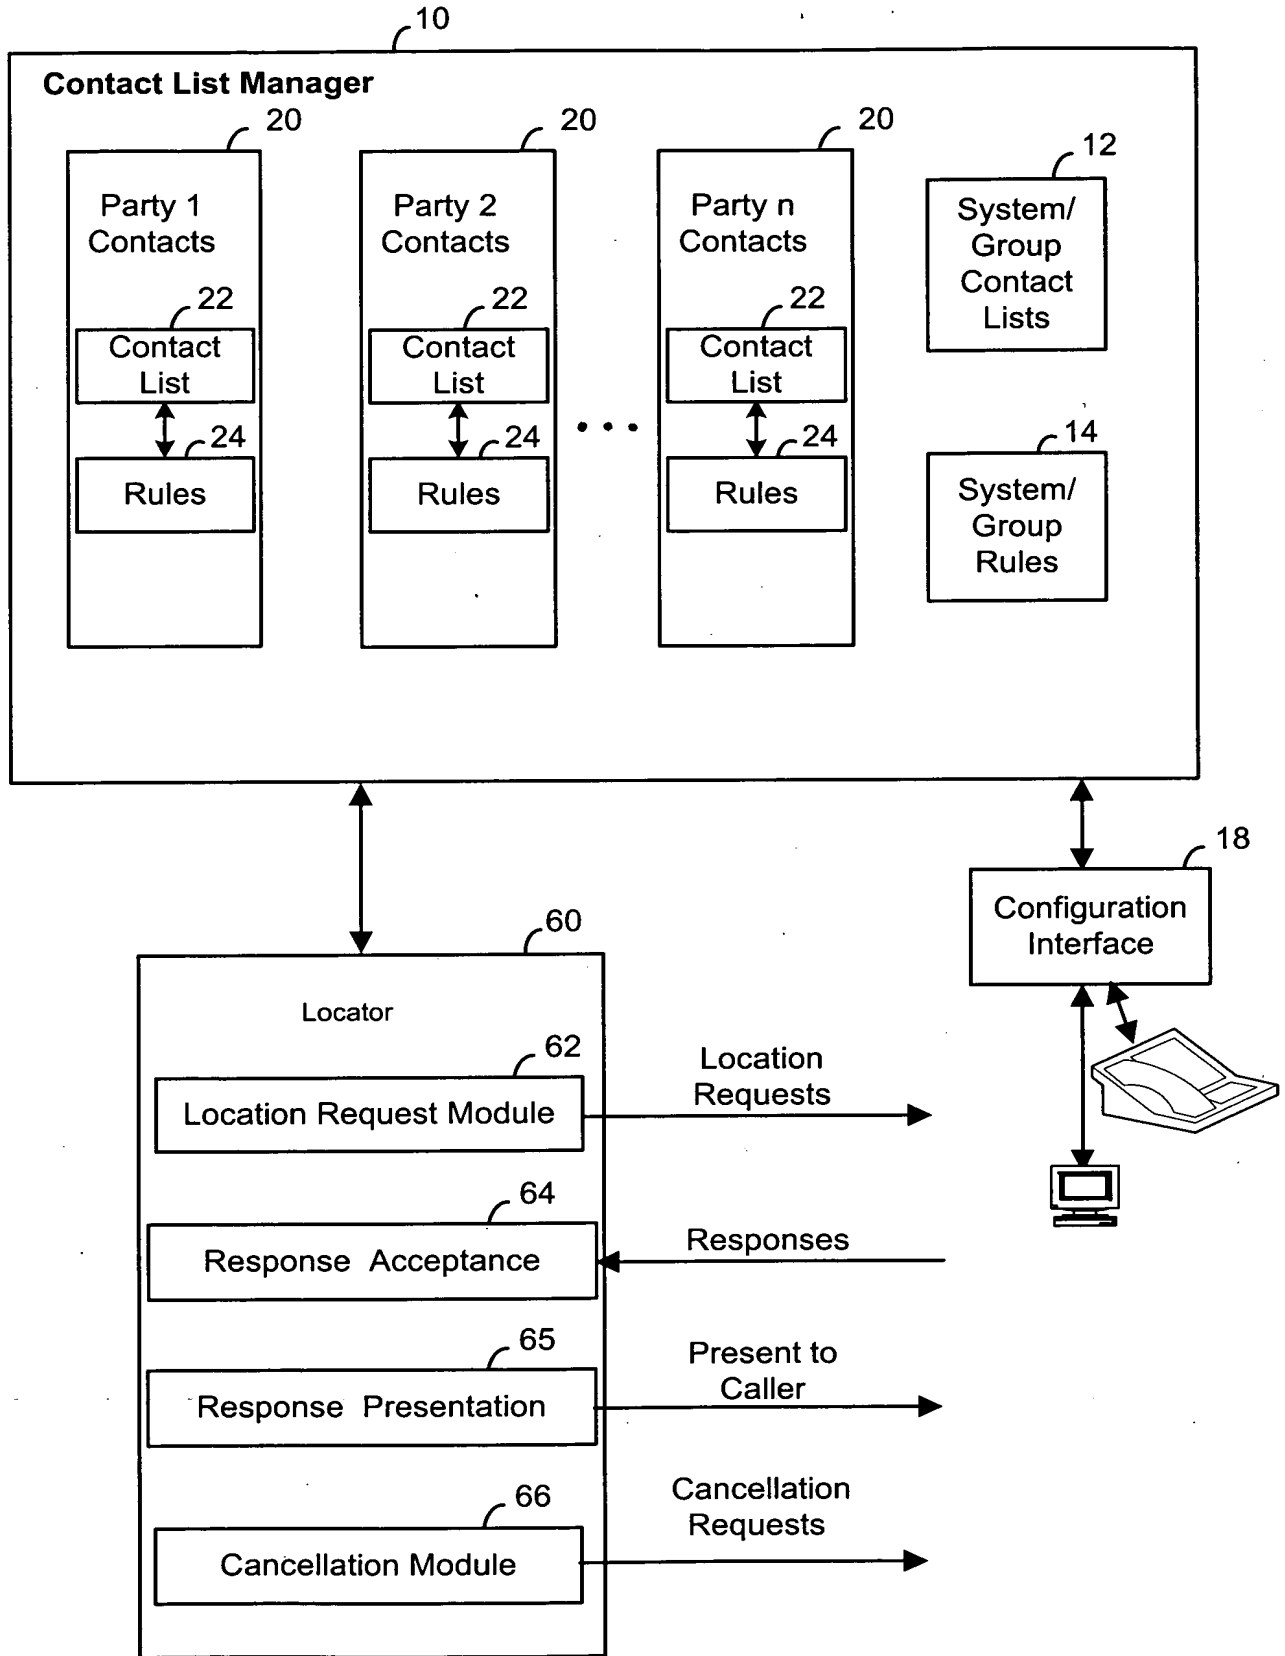 10
Contact List Manager
20
20
20
12
Party 1
Contacts
Party 2
Contacts
Party n
Contacts
System/
Group
Contact
Lists
22
22
22
Contact
List
Contact
List
Contact
List
24
24
24
14
Rules
Rules
Rules
System/
Group
Rules
18
Configuration
Interface
60
Locator
62
Location Request Module
Location
Requests
64
Response Acceptance
Responses
65
Response Presentation
Present to
Caller
66
Cancellation Module
Cancellation
Requests